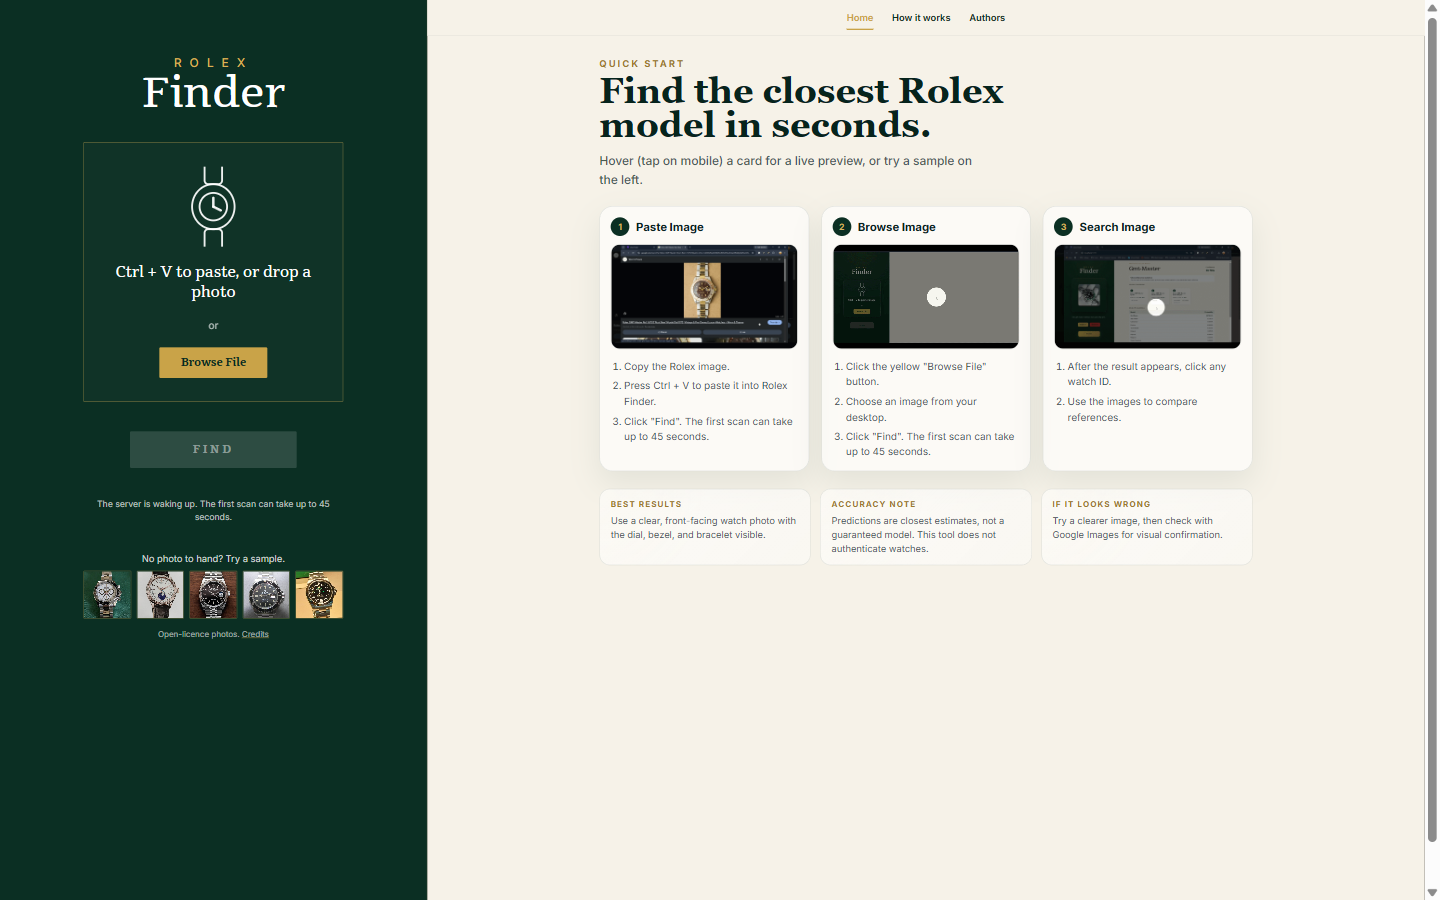 ROLEX
Finder
Ctrl + V to paste, or drop a
photo
or
Browse File
FIND
The server is waking up. The first scan can take up to 45
seconds.
No photo to hand? Try a sample.
Open-licence photos. Credits
Home How it works Authors
QUICK START
Find the closest Rolex
model in seconds.
Hover (tap on mobile) a card for a live preview, or try a sample on
the left.
1 Paste Image
1. Copy the Rolex image.
2. Press Ctrl + V to paste it into Rolex
Finder.
3. Click "Find". The first scan can take
up to 45 seconds.
2 Browse Image
Finder
1. Click the yellow "Browse File"
button.
2. Choose an image from your
desktop.
3. Click "Find". The first scan can take
up to 45 seconds.
3 Search Image
Finder
1. After the result appears, click any
watch ID.
2. Use the images to compare
references.
BEST RESULTS
Use a clear, front-facing watch photo with
the dial, bezel, and bracelet visible.
ACCURACY NOTE
Predictions are closest estimates, not a
guaranteed model. This tool does not
authenticate watches.
IF IT LOOKS WRONG
Try a clearer image, then check with
Google Images for visual confirmation.